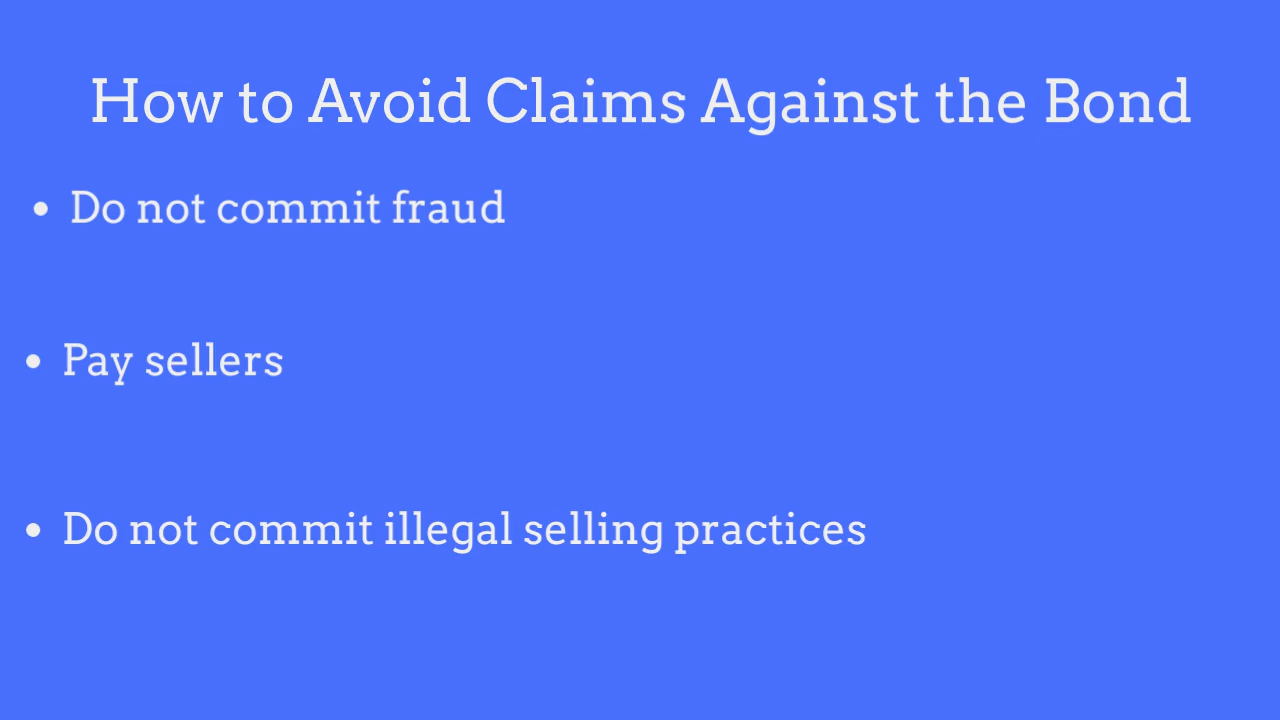 How to Avoid Claims Against the Bond
• Do not commit fraud
• Pay sellers
• Do not commit illegal selling practices